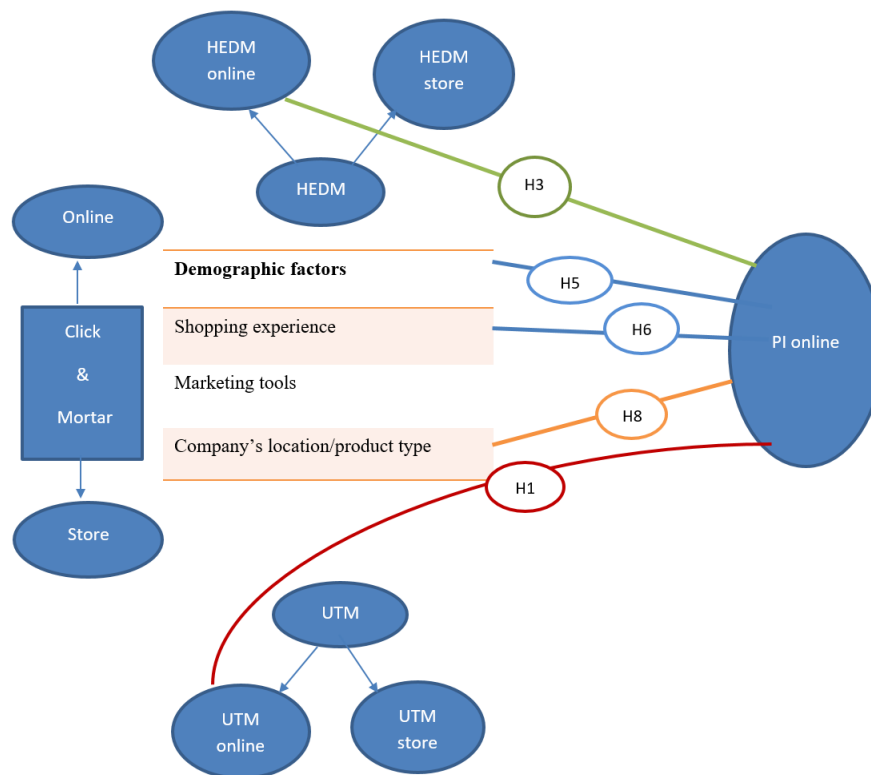 HEDM
online
HEDM
store
HEDM
H3
Online
Demographic factors
H5
Click
&
Mortar
Shopping experience
H6
PI online
Marketing tools
Company’s location/product type
H8
H1
Store
UTM
UTM
online
UTM
store